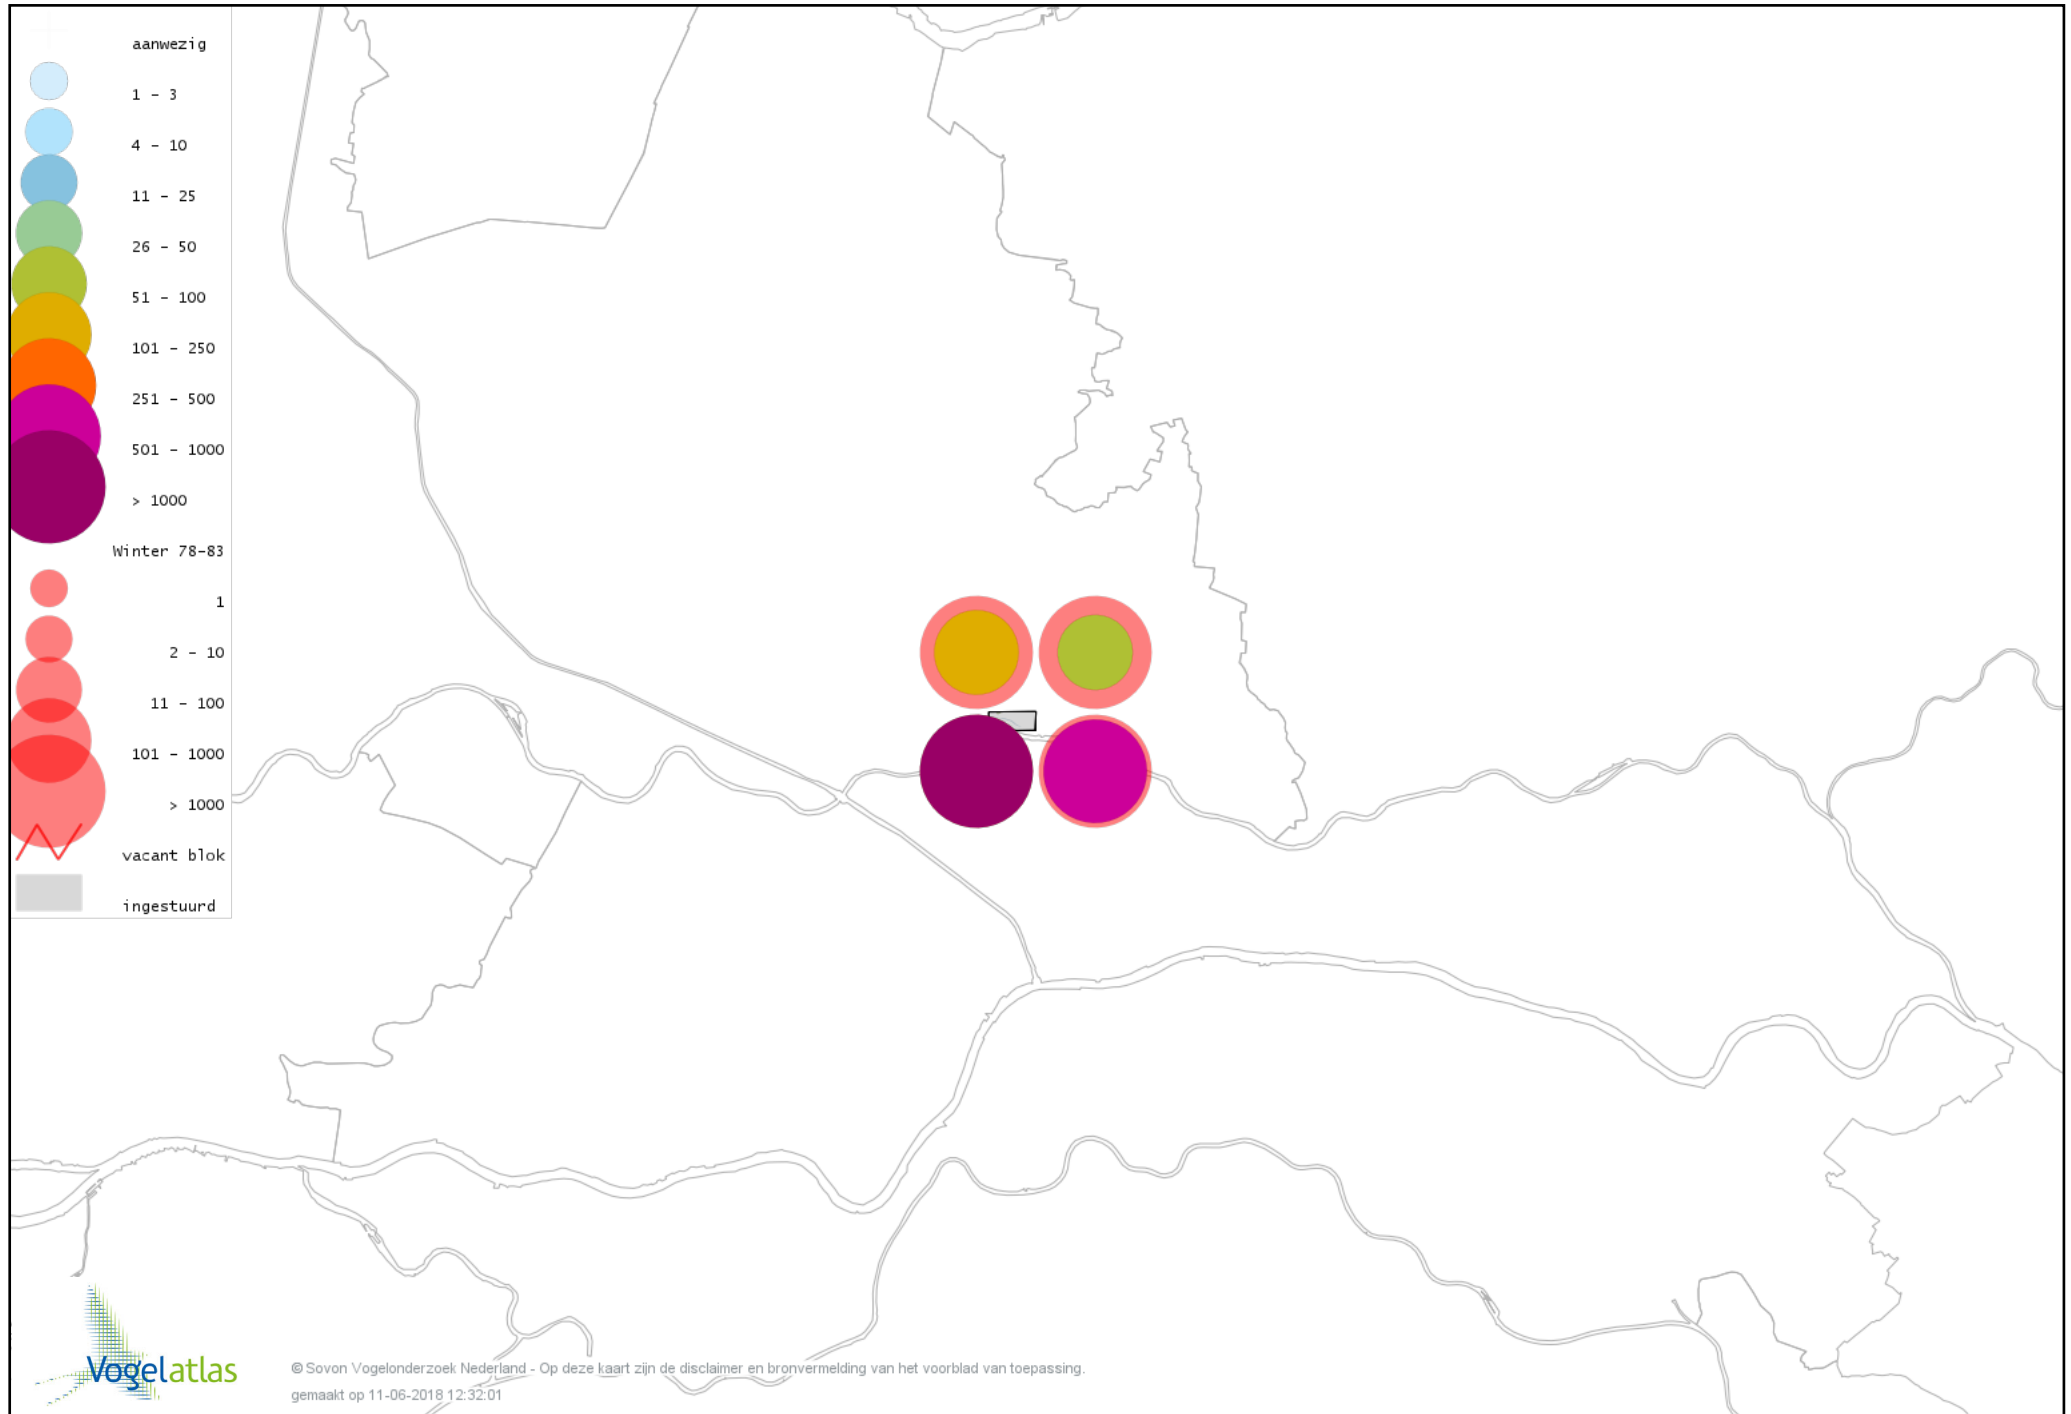 aanwezig
1 - 3
4 - 10
11 - 25
26 - 50
51 - 100
101 - 250
251 - 500
501 - 1000
> 1000
Winter 78-83
1
2 - 10
11 - 100
101 - 1000
> 1000
vacant blok
ingestuurd
Vogelatlas
© Sovon Vogelonderzoek Nederland - Op deze kaart zijn de disclaimer en bronvermelding van het voorblad van toepassing.
gemaakt op 11-06-2018 12:32:01